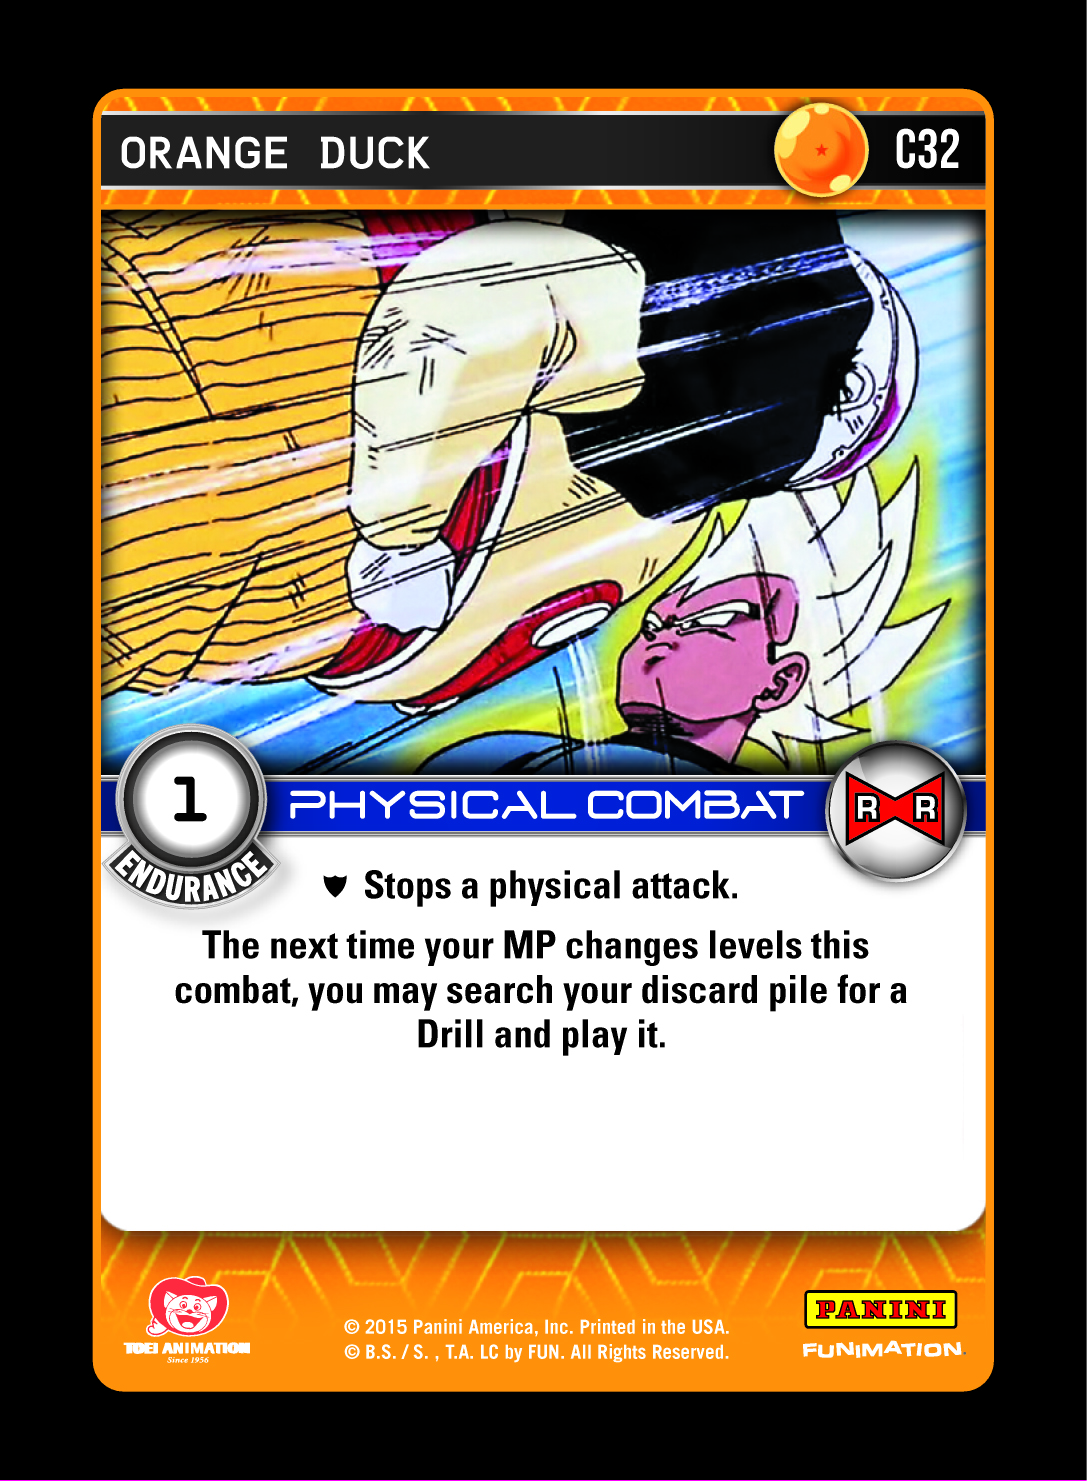 ORANGE DUCK
C32
1
ENDURANCE
PHYSICAL COMBAT
R R
Stops a physical attack.
The next time your MP changes levels this
combat, you may search your discard pile for a
Drill and play it.
TOEI ANIMATION
Since 1956
© 2015 Panini America, Inc. Printed in the USA.
© B.S. / S. , T.A. LC by FUN. All Rights Reserved.
PANINI
FUNIMATION